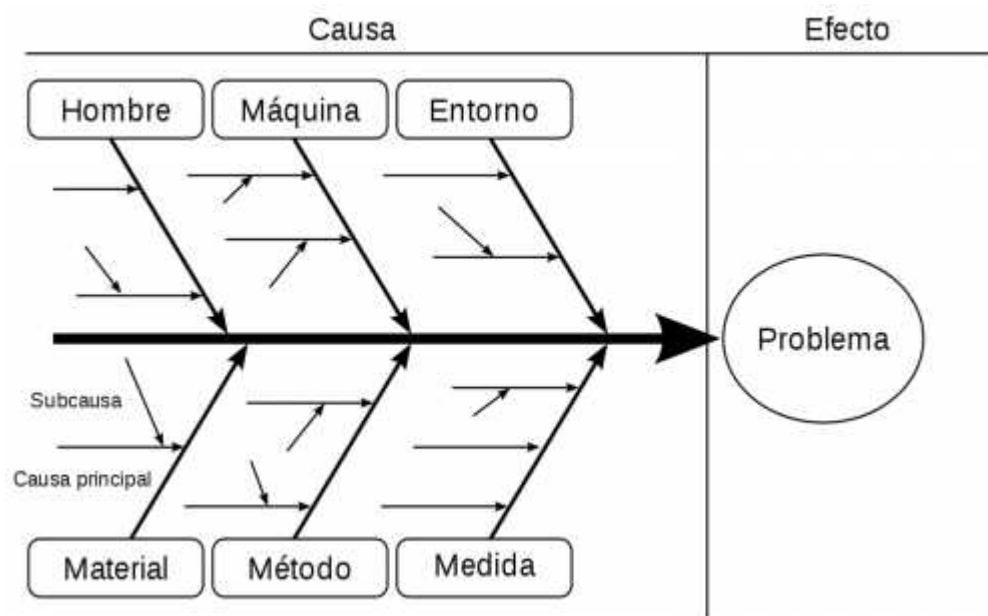 Causa
Efecto
Hombre
Máquina
Entorno
Problema
Subcausa
Causa principal
Material
Método
Medida